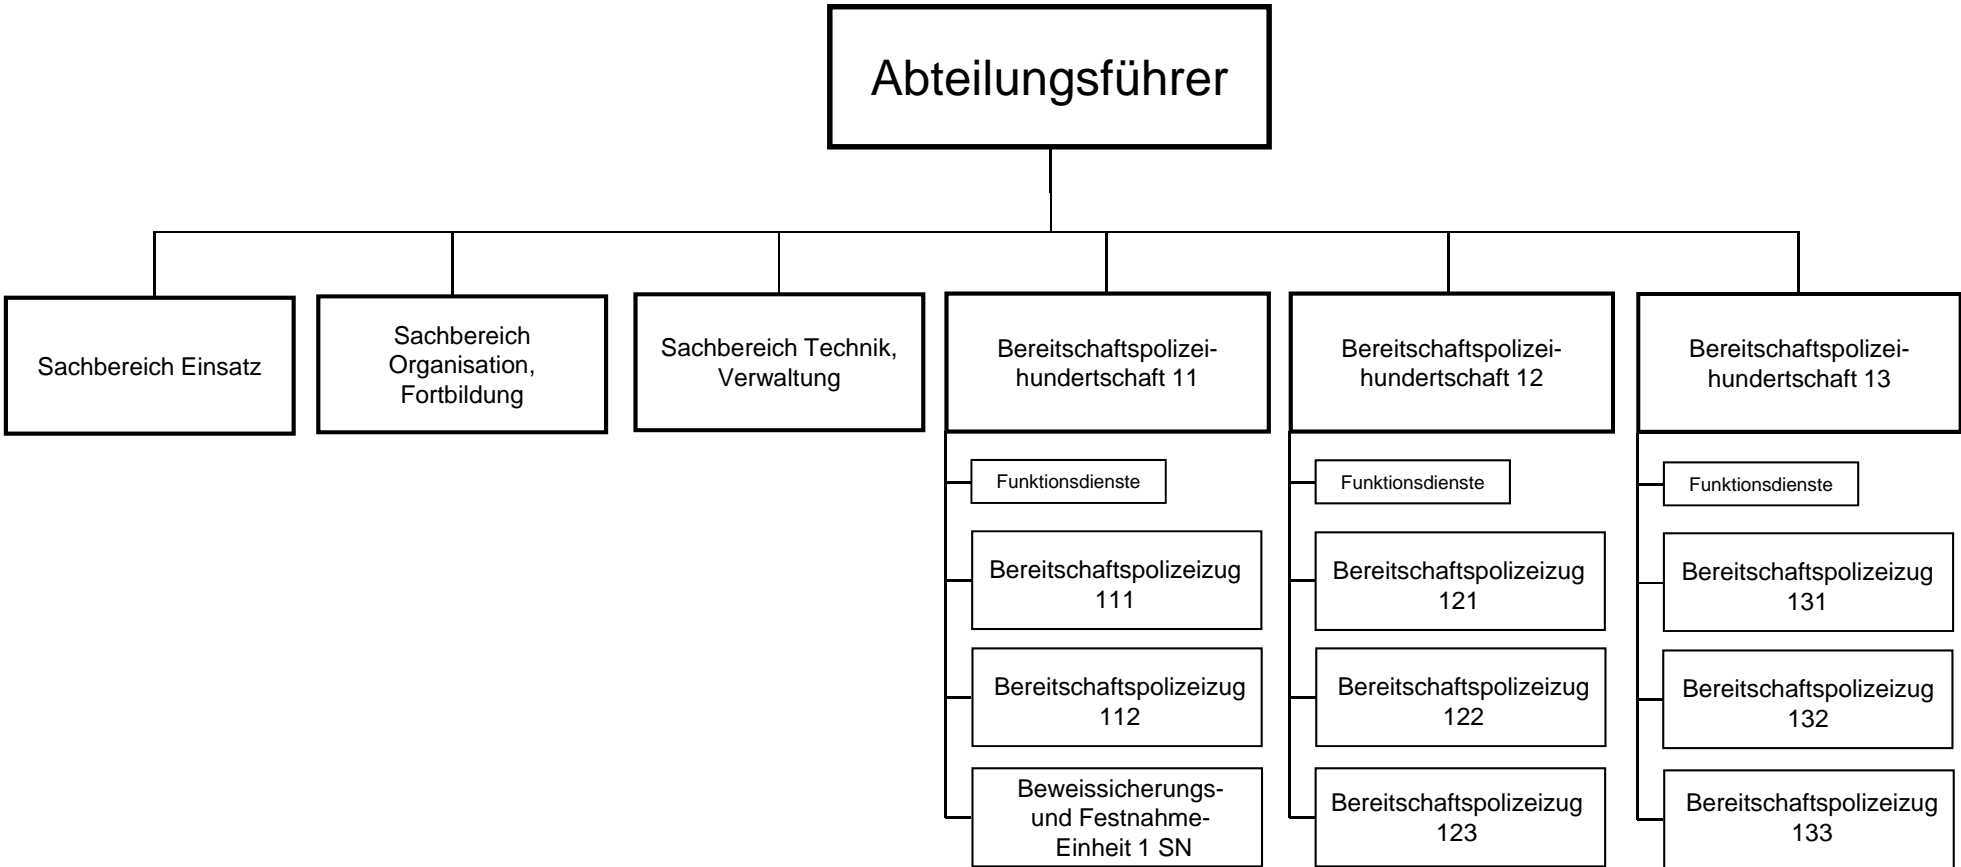 Abteilungsführer
Sachbereich Einsatz
Sachbereich
Organisation,
Fortbildung
Sachbereich Technik,
Verwaltung
Bereitschaftspolizei-
hundertschaft 11
Bereitschaftspolizei-
hundertschaft 12
Bereitschaftspolizei-
hundertschaft 13
Funktionsdienste
Bereitschaftspolizeizug
111
Bereitschaftspolizeizug
112
Beweissicherungs-
und Festnahme-
Einheit 1 SN
Funktionsdienste
Bereitschaftspolizeizug
121
Bereitschaftspolizeizug
122
Bereitschaftspolizeizug
123
Funktionsdienste
Bereitschaftspolizeizug
131
Bereitschaftspolizeizug
132
Bereitschaftspolizeizug
133